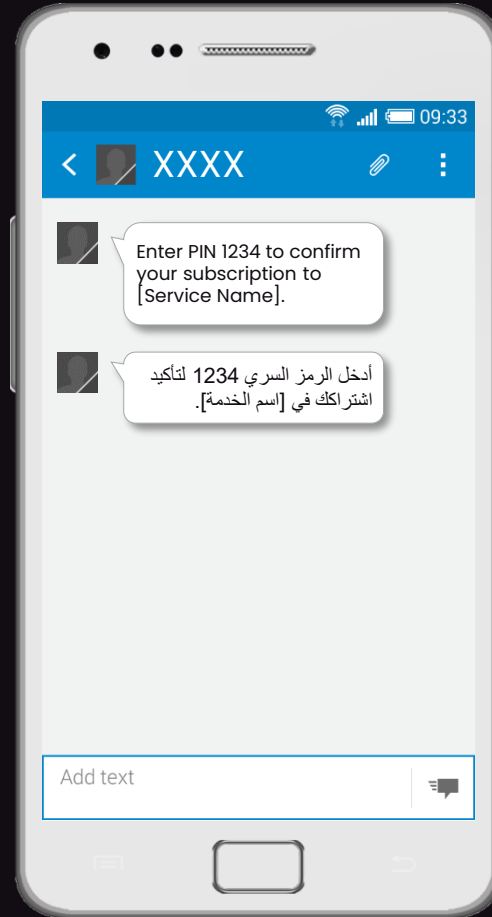 09:33
XXXX
Enter PIN 1234 to confirm
your subscription to
[Service Name].
أدخل الرمز السري 1234 لتأكيد
اشتراكك في [اسم الخدمة].
Add text